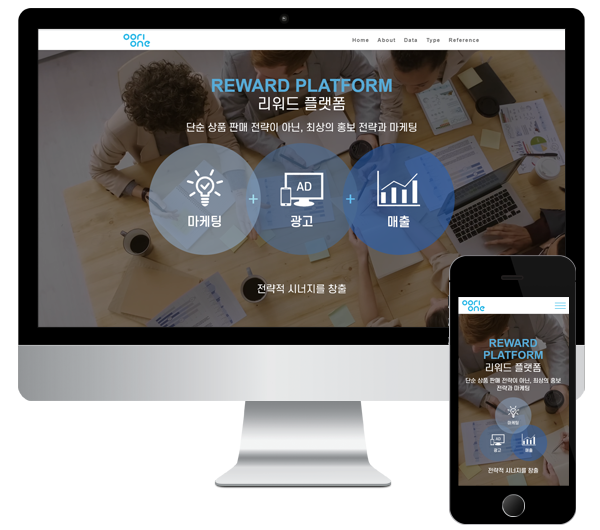 oori
one
Home About Data Type Reference
REWARD PLATFORM
리워드 플랫폼
단순 상품 판매 전략이 아닌, 최상의 홍보 전략과 마케팅
마케팅 + 광고 + 매출
AD
전략적 시너지를 창출
oori
one
REWARD
PLATFORM
리워드 플랫폼
단순 상품 판매 전략이 아닌, 최상의 홍보
전략과 마케팅
마케팅
AD
광고 매출
전략적 시너지를 창출